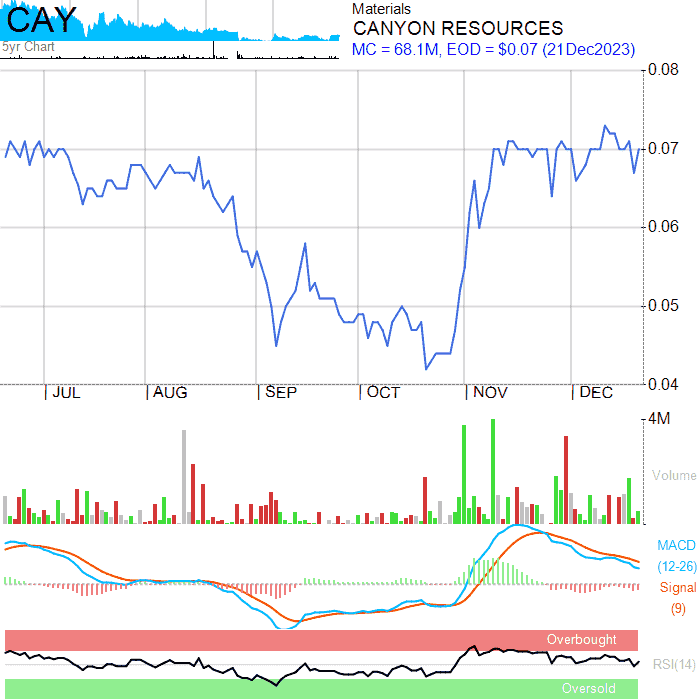 CAY
5yr Chart
Materials
CANYON RESOURCES
MC = 68.1M, EOD = $0.07 (21Dec2023)
0.08
0.07
0.06
0.05
0.04
JUL AUG SEP OCT NOV DEC
4M
Volume
MACD
(12-26)
Signal
(9)
Overbought
RSI(14)
Oversold